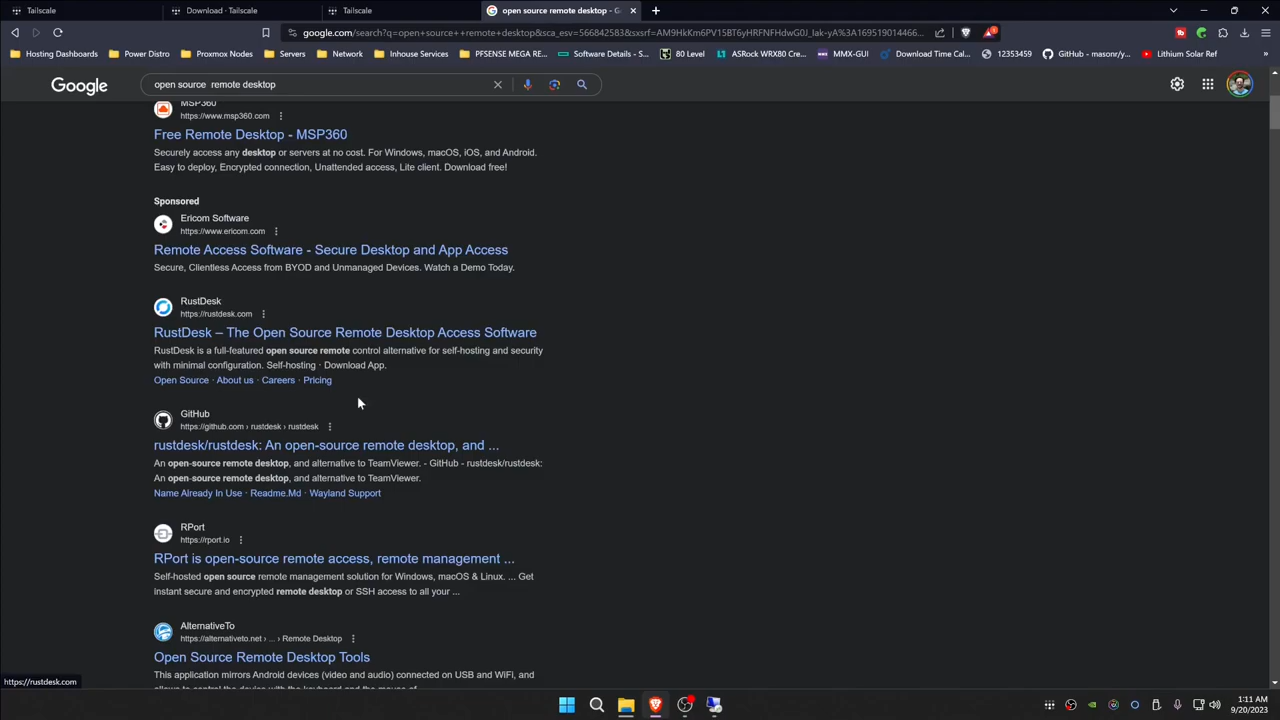 Tailscale
Download · Tailscale
Tailscale
open source remote desktop - G
google.com/search?q=open+source++remote+desktop&sca_esv=566842583&sxsrf=AM9HkKm6PV15BT6yHRFNFHdwG0J_Iak-yA%3A169519014466...
Hosting Dashboards
Power Distro
Proxmox Nodes
Servers
Network
Inhouse Services
PFSENSE MEGA RE...
Software Details - S...
80 Level
ASRock WRX80 Cre...
MMX-GUI
Download Time Cal...
12353459
GitHub - masonr/y...
Lithium Solar Ref
Google
open source  remote desktop
MSP360
https://www.msp360.com
Free Remote Desktop - MSP360
Securely access any desktop or servers at no cost. For Windows, macOS, iOS, and Android.
Easy to deploy, Encrypted connection, Unattended access, Lite client. Download free!
Sponsored
Ericom Software
https://www.ericom.com
Remote Access Software - Secure Desktop and App Access
Secure, Clientless Access from BYOD and Unmanaged Devices. Watch a Demo Today.
RustDesk
https://rustdesk.com
RustDesk – The Open Source Remote Desktop Access Software
RustDesk is a full-featured open source remote control alternative for self-hosting and security
with minimal configuration. Self-hosting · Download App.
Open Source · About us · Careers · Pricing
GitHub
https://github.com › rustdesk › rustdesk
rustdesk/rustdesk: An open-source remote desktop, and ...
An open-source remote desktop, and alternative to TeamViewer. - GitHub - rustdesk/rustdesk:
An open-source remote desktop, and alternative to TeamViewer.
Name Already In Use · Readme.Md · Wayland Support
RPort
https://rport.io
RPort is open-source remote access, remote management ...
Self-hosted open source remote management solution for Windows, macOS & Linux. ... Get
instant secure and encrypted remote desktop or SSH access to all your ...
AlternativeTo
https://alternativeto.net › ... › Remote Desktop
Open Source Remote Desktop Tools
This application mirrors Android devices (video and audio) connected on USB and WiFi, and
https://rustdesk.com
1:11 AM
9/20/2023